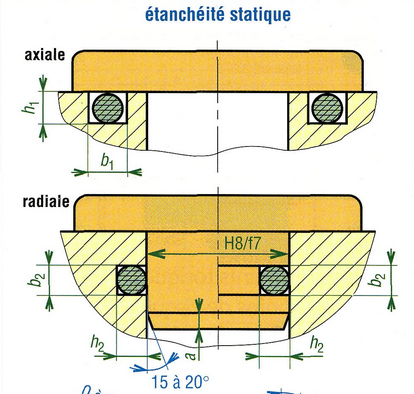 étanchéité statique
axiale
h1
b1
radiale
H8/f7
b2
b2
h2
a
h2
15 à 20°